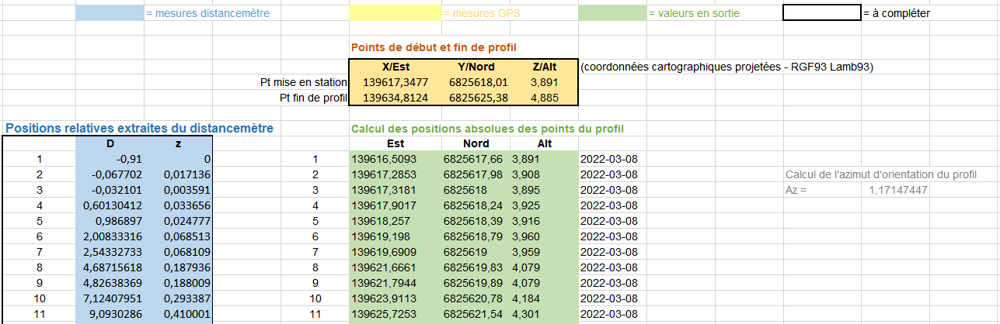 = mesures distancemètre = mesures GPS = valeurs en sortie = à compléter
Points de début et fin de profil
X/Est Y/Nord Z/Alt (coordonnées cartographiques projetées - RGF93 Lamb93)
Pt mise en station 139617,3477 6825618,01 3,891
Pt fin de profil 139634,8124 6825625,38 4,885
Positions relatives extraites du distancemètre Calcul des positions absolues des points du profil
D z Est Nord Alt
1 -0,91 0 1 139616,5093 6825617,66 3,891 2022-03-08
2 -0,067702 0,017136 2 139617,2853 6825617,98 3,908 2022-03-08 Calcul de l'azimut d'orientation du profil
3 -0,032101 0,003591 3 139617,3181 6825618 3,895 2022-03-08 Az = 1,17147447
4 0,60130412 0,033656 4 139617,9017 6825618,24 3,925 2022-03-08
5 0,986897 0,024777 5 139618,257 6825618,39 3,916 2022-03-08
6 2,00833316 0,068513 6 139619,198 6825618,79 3,960 2022-03-08
7 2,54332733 0,068109 7 139619,6909 6825619 3,959 2022-03-08
8 4,68715618 0,187936 8 139621,6661 6825619,83 4,079 2022-03-08
9 4,82638369 0,188009 9 139621,7944 6825619,89 4,079 2022-03-08
10 7,12407951 0,293387 10 139623,9113 6825620,78 4,184 2022-03-08
11 9,0930286 0,410001 11 139625,7253 6825621,54 4,301 2022-03-08